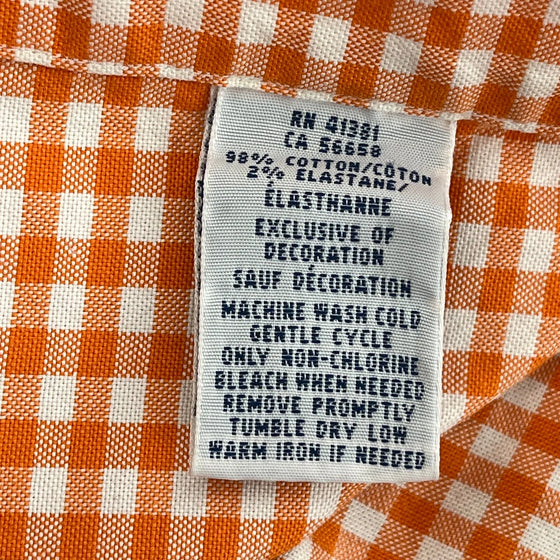 RN 41381
CA 56658
98% COTTON/COTON
2% ELASTANE/
ÉLASTHANNE
EXCLUSIVE OF
DECORATION
SAUF DÉCORATION
MACHINE WASH COLD
GENTLE CYCLE
ONLY NON-CHLORINE
BLEACH WHEN NEEDED
REMOVE PROMPTLY
TUMBLE DRY LOW
WARM IRON IF NEEDED